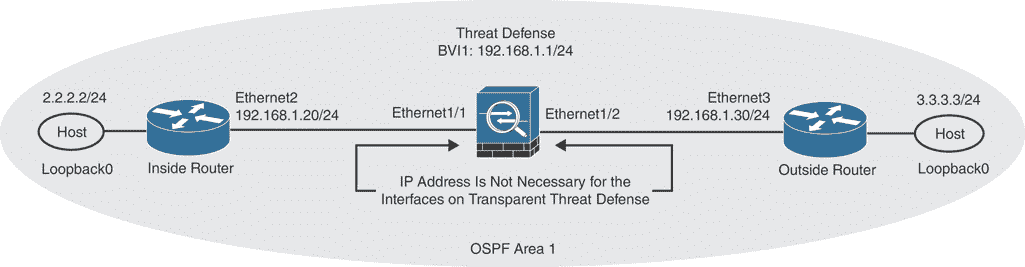 Threat Defense
BVI1: 192.168.1.1/24
2.2.2.2/24
Host
Loopback0
Ethernet2
192.168.1.20/24
Inside Router
Ethernet1/1
Ethernet1/2
Ethernet3
192.168.1.30/24
Outside Router
3.3.3.3/24
Host
Loopback0
IP Address Is Not Necessary for the
Interfaces on Transparent Threat Defense
OSPF Area 1